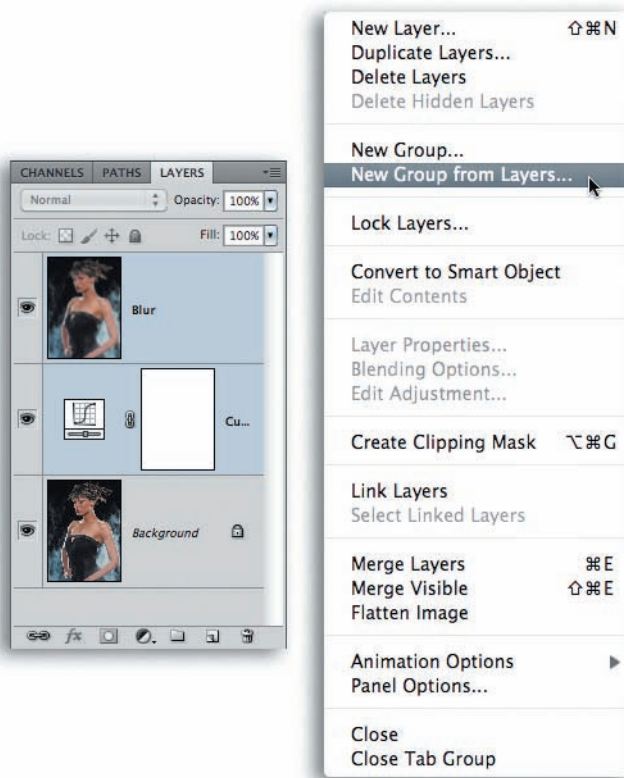 CHANNELS PATHS LAYERS
Normal Opacity: 100%
Lock: Fill: 100%
Blur
Cu...
Background
fx
New Layer... ⇧⌘N
Duplicate Layers...
Delete Layers
Delete Hidden Layers
New Group...
New Group from Layers...
Lock Layers...
Convert to Smart Object
Edit Contents
Layer Properties...
Blending Options...
Edit Adjustment...
Create Clipping Mask ⌥⌘G
Link Layers
Select Linked Layers
Merge Layers ⌘E
Merge Visible ⇧⌘E
Flatten Image
Animation Options
Panel Options...
Close
Close Tab Group